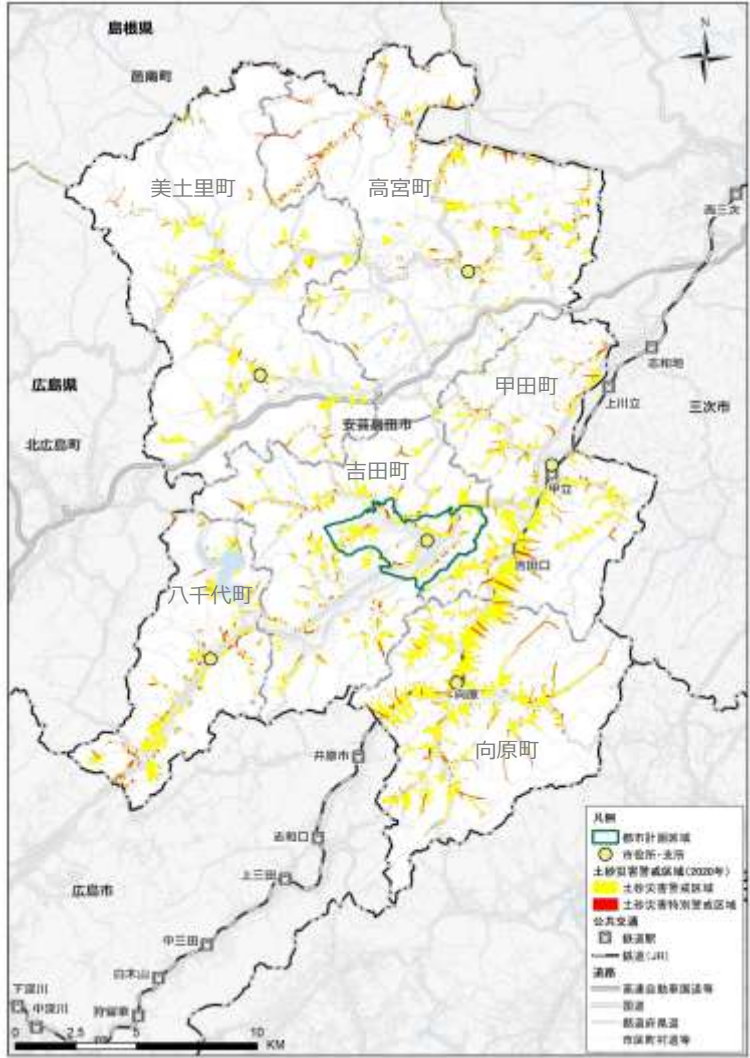 島根県
N
邑南町
美土里町
高宮町
西三次
志和地
広島県
甲田町
上川立
三次市
安芸高田市
北広島町
吉田町
甲立
吉田口
八千代町
向原
向原町
井原市
志和口
上三田
広島市
中三田
白木山
下深川
中深川
狩留家
0 2.5 5 10
KM
凡例
都市計画区域
市役所・支所
土砂災害警戒区域(2020年)
土砂災害警戒区域
土砂災害特別警戒区域
公共交通
鉄道駅
鉄道(JR)
道路
高速自動車国道等
国道
都道府県道
市区町村道等